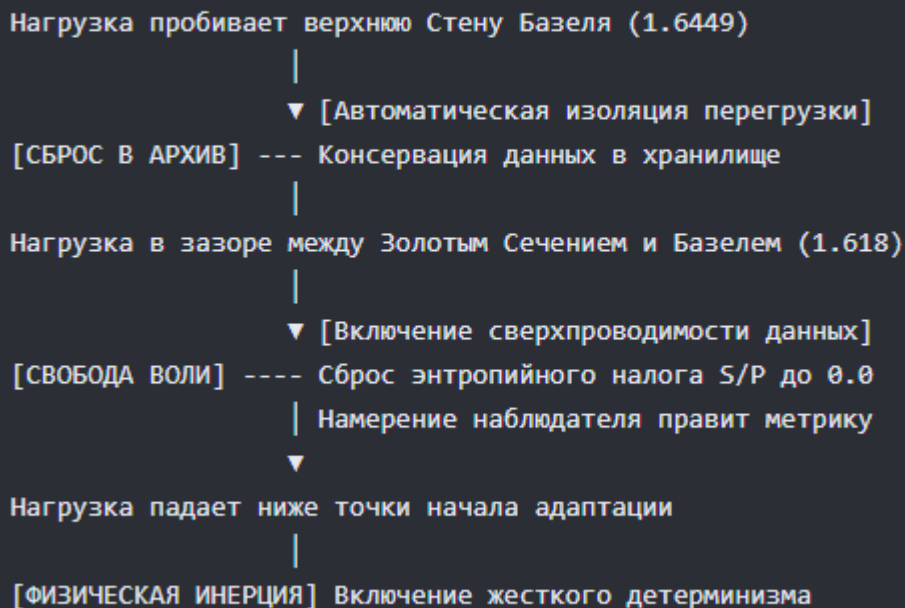 Нагрузка пробивает верхнюю Стену Базеля (1.6449)
│
▼ [Автоматическая изоляция перегрузки]
[СБРОС В АРХИВ] --- Консервация данных в хранилище
│
Нагрузка в зазоре между Золотым Сечением и Базелем (1.618)
│
▼ [Включение сверхпроводимости данных]
[СВОБОДА ВОЛИ] ---- Сброс энтропийного налога S/P до 0.0
│ Намерение наблюдателя правит метрику
▼
Нагрузка падает ниже точки начала адаптации
│
[ФИЗИЧЕСКАЯ ИНЕРЦИЯ] Включение жесткого детерминизма